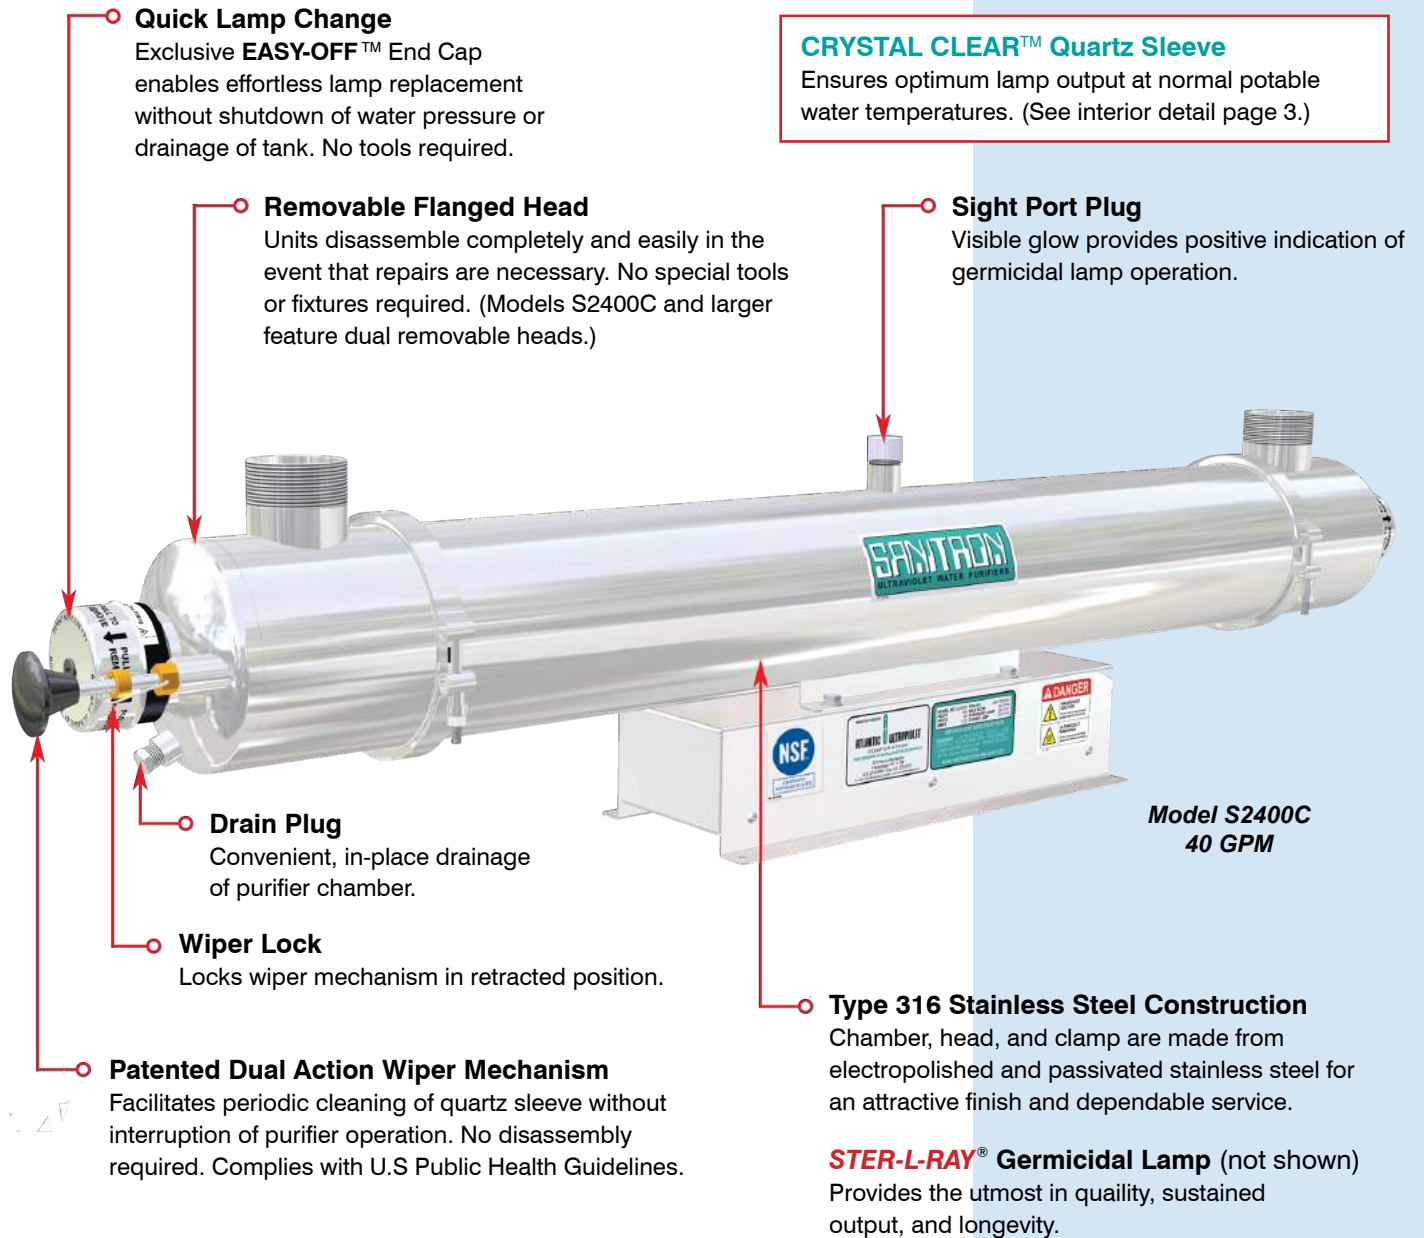 Quick Lamp Change
Exclusive EASY-OFF™ End Cap
enables effortless lamp replacement
without shutdown of water pressure or
drainage of tank. No tools required.
CRYSTAL CLEAR™ Quartz Sleeve
Ensures optimum lamp output at normal potable
water temperatures. (See interior detail page 3.)
Removable Flanged Head
Units disassemble completely and easily in the
event that repairs are necessary. No special tools
or fixtures required. (Models S2400C and larger
feature dual removable heads.)
Sight Port Plug
Visible glow provides positive indication of
germicidal lamp operation.
SANITRON
ULTRAVIOLET WATER PURIFIERS
NSF
ATLANTIC ULTRAVIOLET
DANGER
Model S2400C
40 GPM
Drain Plug
Convenient, in-place drainage
of purifier chamber.
Wiper Lock
Locks wiper mechanism in retracted position.
Patented Dual Action Wiper Mechanism
Facilitates periodic cleaning of quartz sleeve without
interruption of purifier operation. No disassembly
required. Complies with U.S Public Health Guidelines.
Type 316 Stainless Steel Construction
Chamber, head, and clamp are made from
electropolished and passivated stainless steel for
an attractive finish and dependable service.
STER-L-RAY® Germicidal Lamp (not shown)
Provides the utmost in quaility, sustained
output, and longevity.